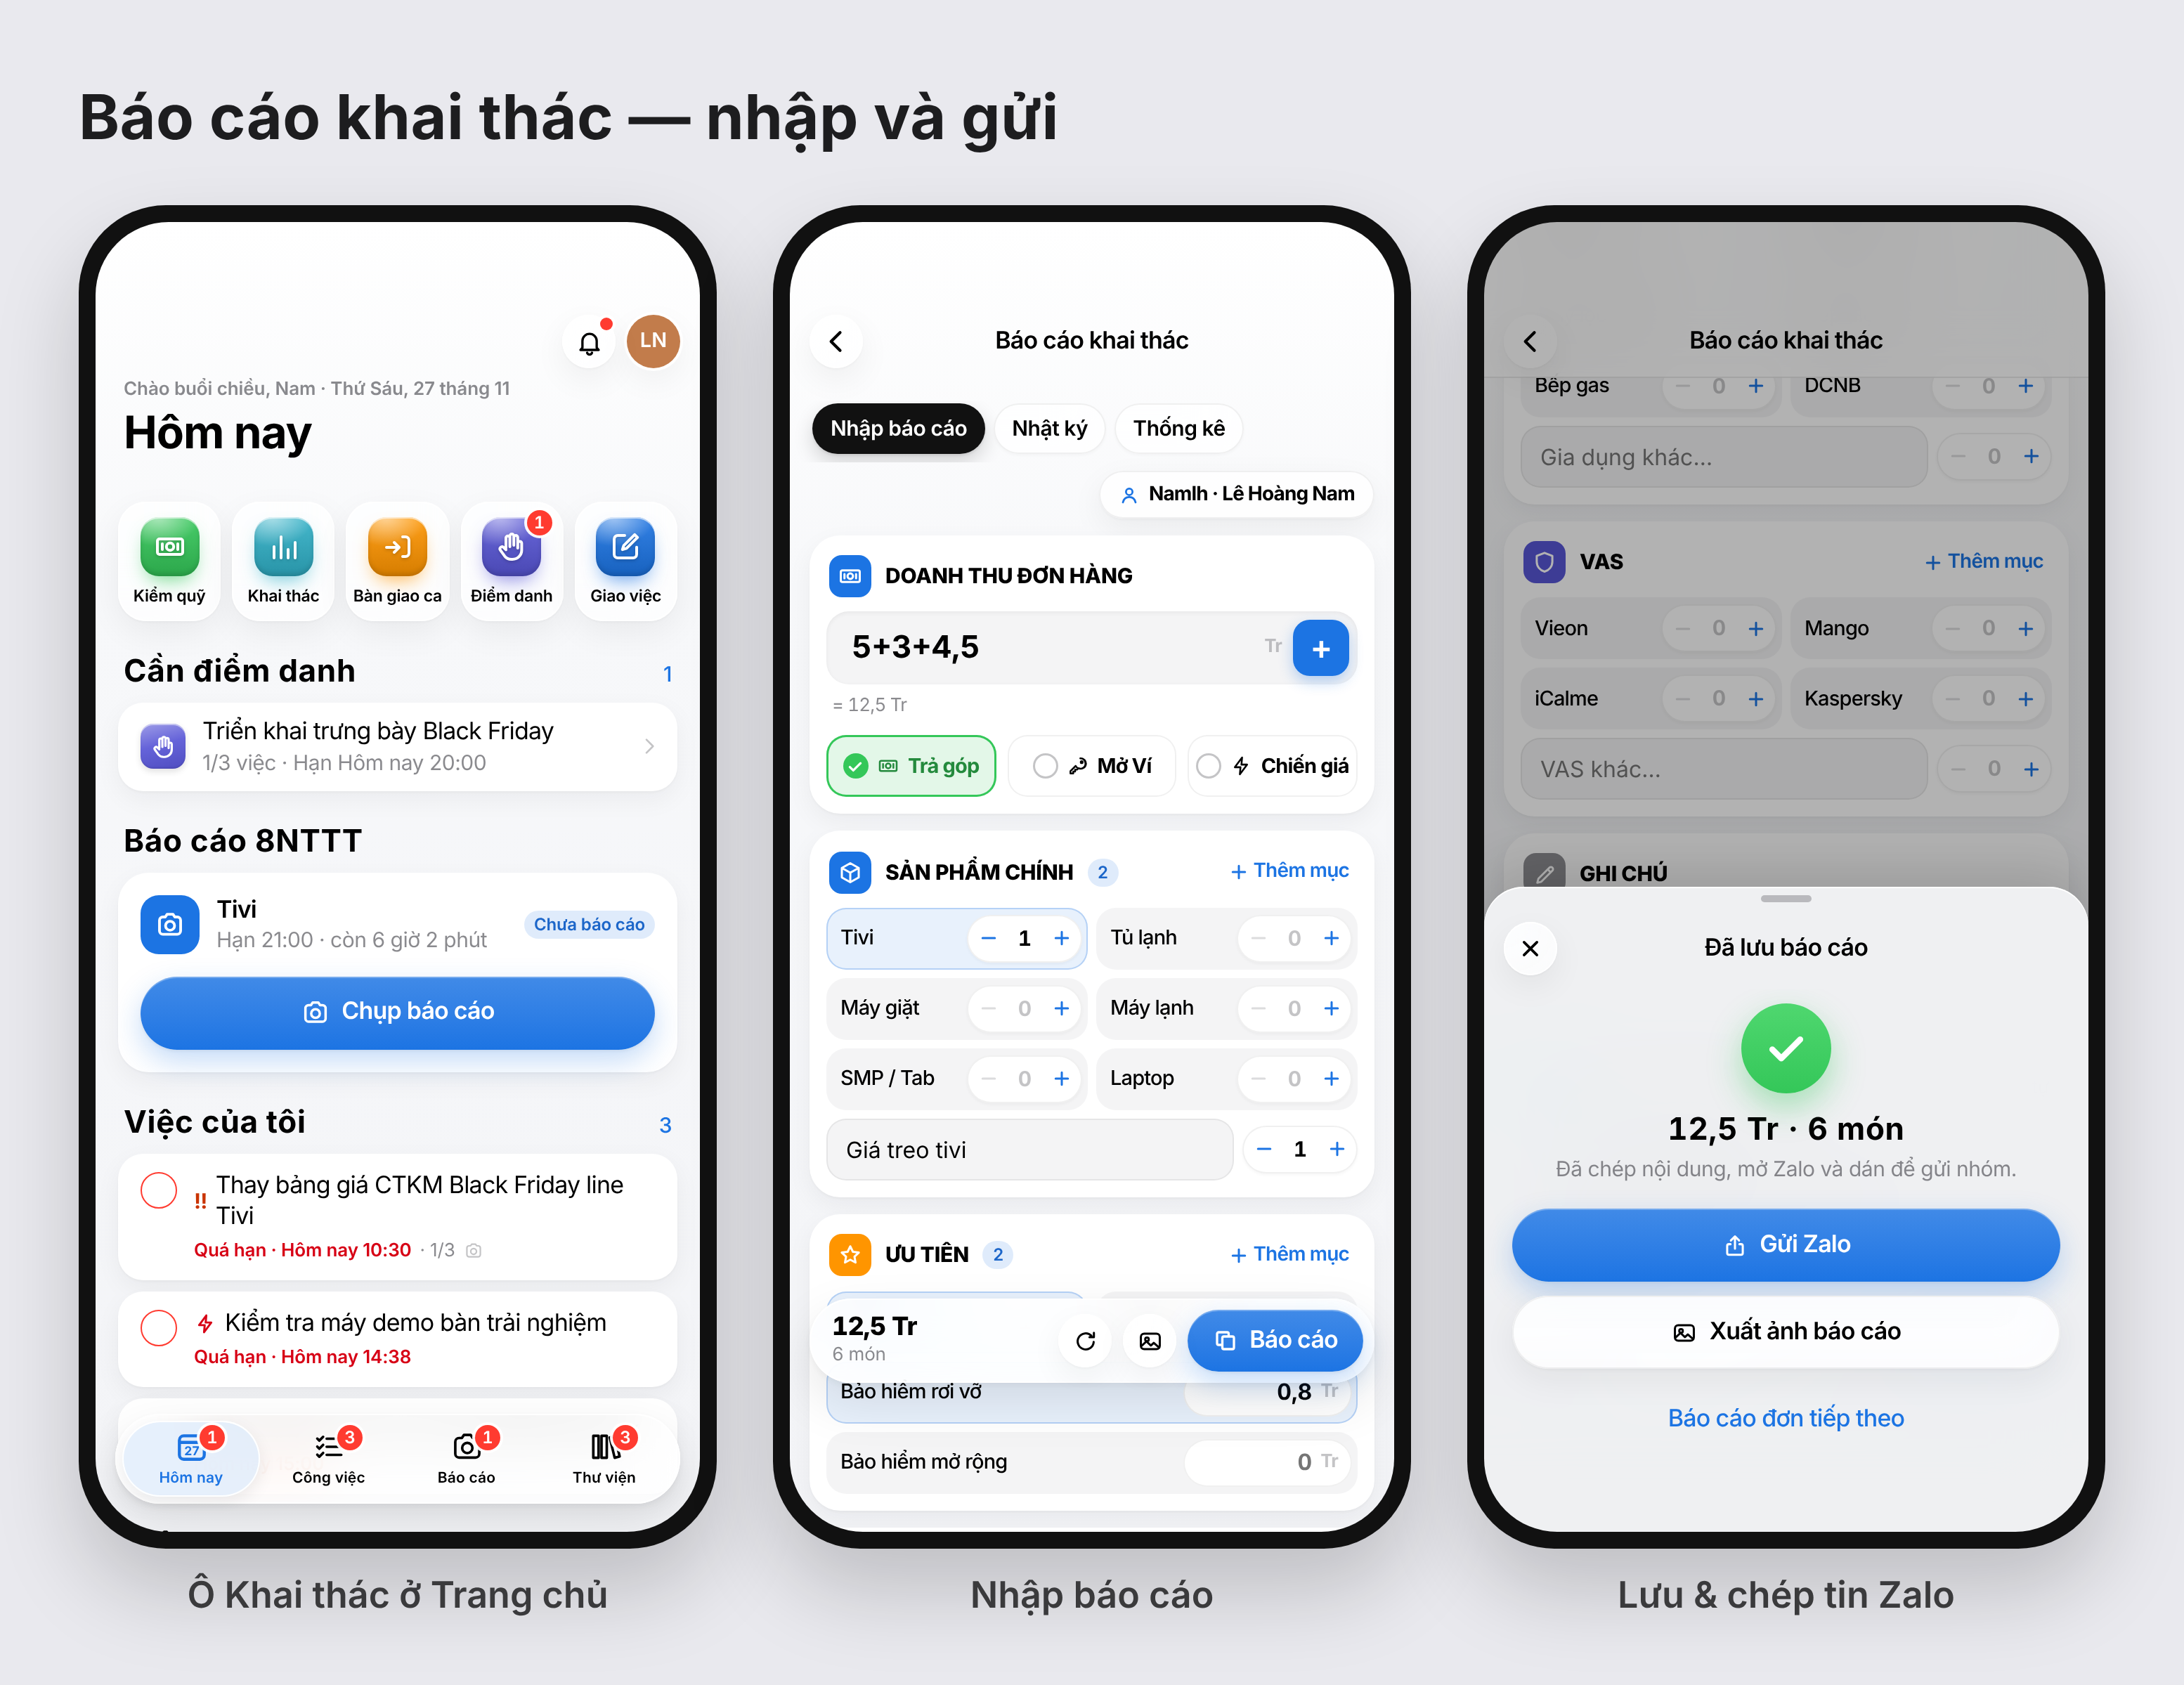 Báo cáo khai thác — nhập và gửi
LN
Chào buổi chiều, Nam · Thứ Sáu, 27 tháng 11
Hôm nay
1
Kiểm quỹ
Khai thác
Bàn giao ca
Điểm danh
Giao việc
Cần điểm danh
1
Triển khai trưng bày Black Friday
1/3 việc · Hạn Hôm nay 20:00
Báo cáo 8NTTT
Tivi
Hạn 21:00 · còn 6 giờ 2 phút
Chưa báo cáo
Chụp báo cáo
Việc của tôi
3
!! Thay bảng giá CTKM Black Friday line
Tivi
Quá hạn · Hôm nay 10:30 · 1/3
Kiểm tra máy demo bàn trải nghiệm
Quá hạn · Hôm nay 14:38
27
1
Hôm nay
3
Công việc
1
Báo cáo
3
Thư viện
Ô Khai thác ở Trang chủ
Báo cáo khai thác
Nhập báo cáo
Nhật ký
Thống kê
Namlh · Lê Hoàng Nam
DOANH THU ĐƠN HÀNG
5+3+4,5
Tr
+
= 12,5 Tr
Trả góp
Mở Ví
Chiến giá
SẢN PHẨM CHÍNH 2
+ Thêm mục
Tivi − 1 +
Tủ lạnh − 0 +
Máy giặt − 0 +
Máy lạnh − 0 +
SMP / Tab − 0 +
Laptop − 0 +
Giá treo tivi − 1 +
ƯU TIÊN 2
+ Thêm mục
12,5 Tr
6 món
Báo cáo
Bảo hiểm rơi vỡ 0,8 Tr
Bảo hiểm mở rộng 0 Tr
Nhập báo cáo
Báo cáo khai thác
Bếp gas − 0 +
DCNB − 0 +
Gia dụng khác... − 0 +
VAS
+ Thêm mục
Vieon − 0 +
Mango − 0 +
iCalme − 0 +
Kaspersky − 0 +
VAS khác... − 0 +
GHI CHÚ
Đã lưu báo cáo
12,5 Tr · 6 món
Đã chép nội dung, mở Zalo và dán để gửi nhóm.
Gửi Zalo
Xuất ảnh báo cáo
Báo cáo đơn tiếp theo
Lưu & chép tin Zalo